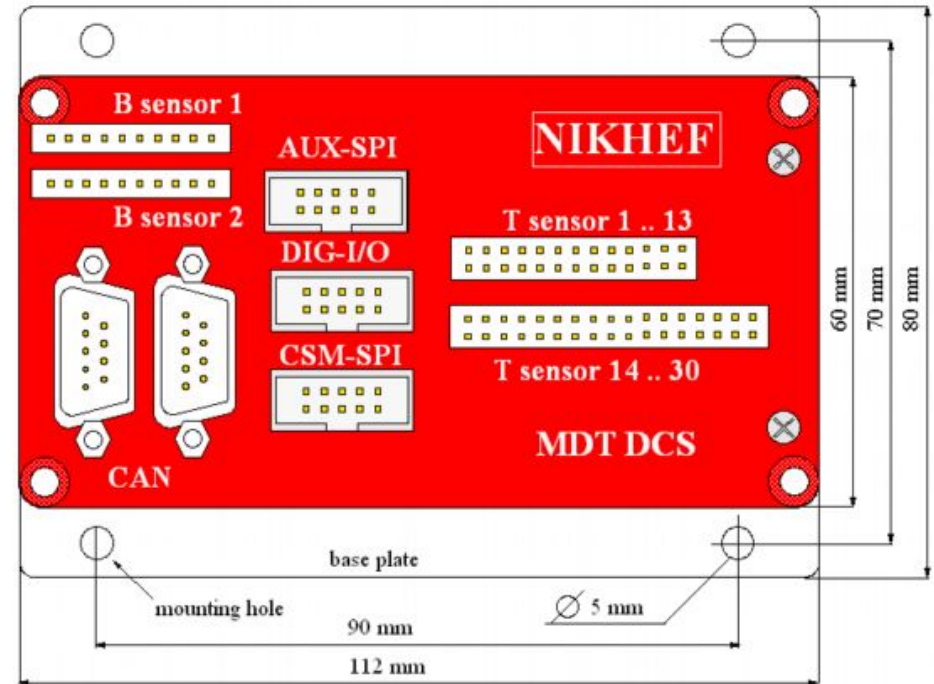 B sensor 1
B sensor 2
AUX-SPI
DIG-I/O
CSM-SPI
CAN
NIKHEF
T sensor 1 .. 13
T sensor 14 .. 30
MDT DCS
60 mm
70 mm
80 mm
base plate
mounting hole
5 mm
90 mm
112 mm